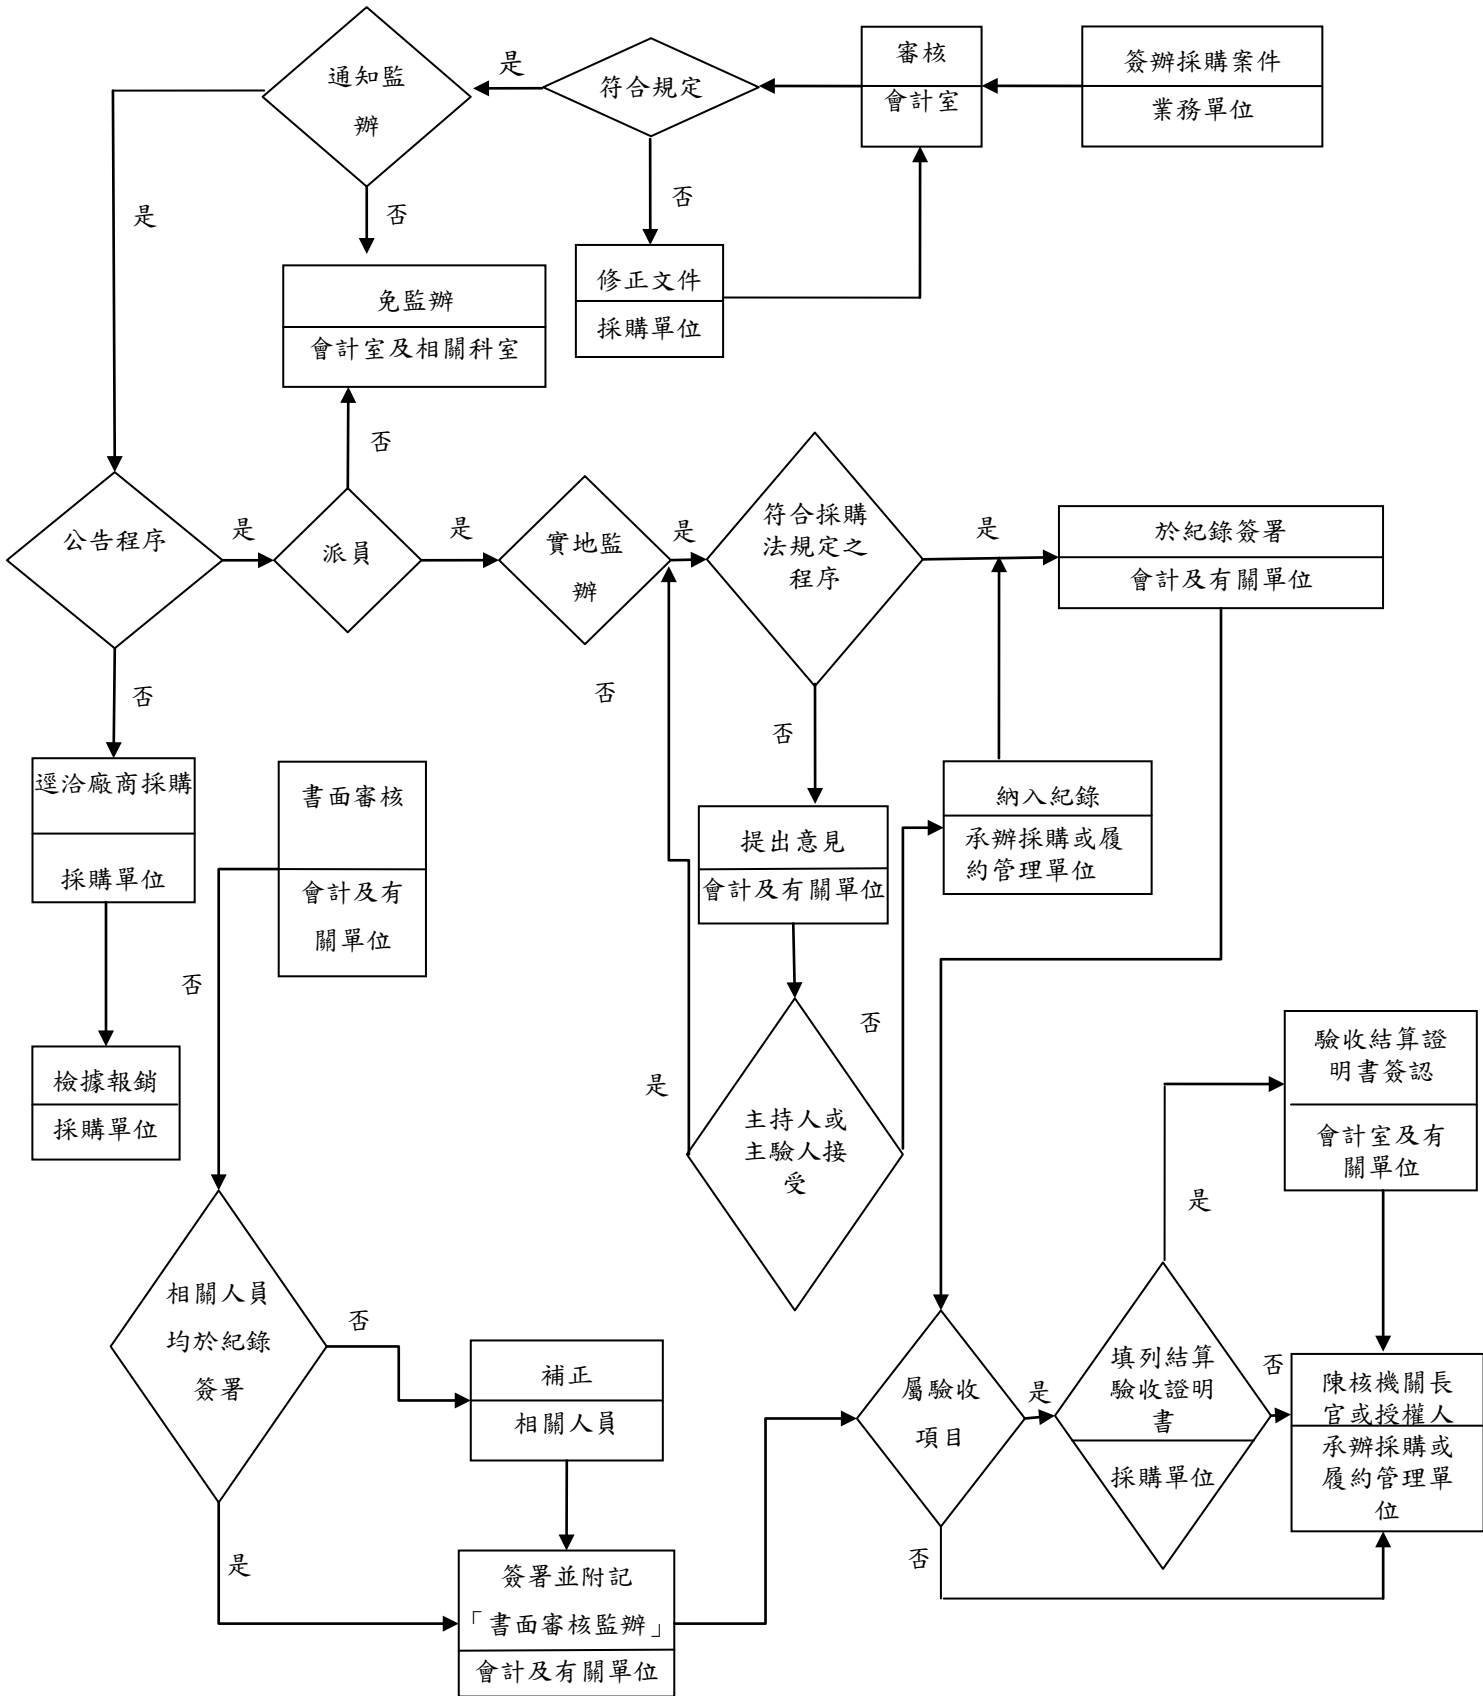 簽辦採購案件
業務單位
審核
會計室
符合規定
是
通知監
辦
否
修正文件
採購單位
否
免監辦
會計室及相關科室
是
否
公告程序
是
派員
是
實地監
辦
是
符合採購
法規定之
程序
是
於紀錄簽署
會計及有關單位
否
逕洽廠商採購
採購單位
檢據報銷
採購單位
書面審核
會計及有
關單位
否
否
否
提出意見
會計及有關單位
納入紀錄
承辦採購或履
約管理單位
否
是
主持人或
主驗人接
受
驗收結算證
明書簽認
會計室及有
關單位
是
相關人員
均於紀錄
簽署
否
補正
相關人員
是
簽署並附記
「書面審核監辦」
會計及有關單位
屬驗收
項目
是
填列結算
驗收證明
書
採購單位
否
陳核機關長
官或授權人
承辦採購或
履約管理單
位
否